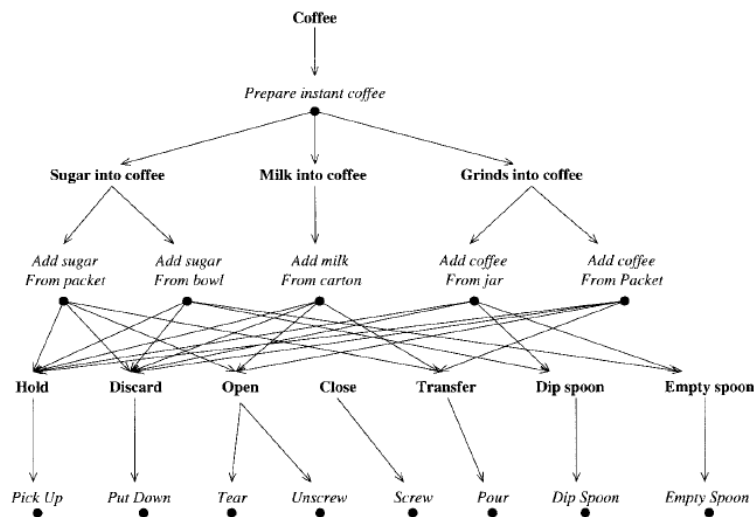 Coffee
Prepare instant coffee
Sugar into coffee Milk into coffee Grinds into coffee
Add sugar Add sugar Add milk Add coffee Add coffee
From packet From bowl From carton From jar From Packet
Hold Discard Open Close Transfer Dip spoon Empty spoon
Pick Up Put Down Tear Unscrew Screw Pour Dip Spoon Empty Spoon